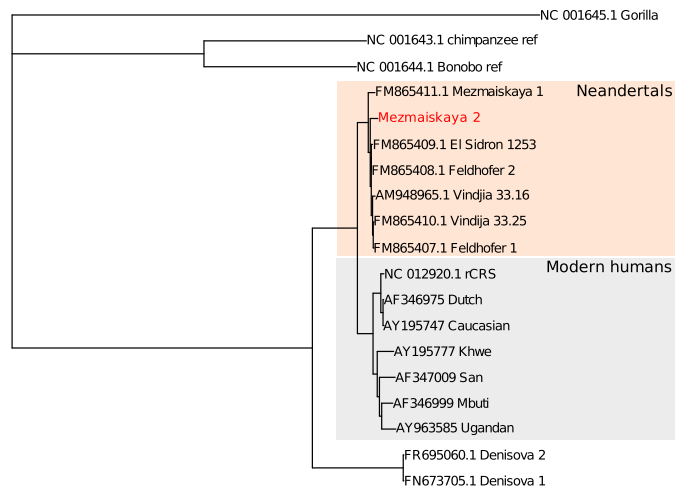 NC 001645.1 Gorilla
NC 001643.1 chimpanzee ref
NC 001644.1 Bonobo ref
FM865411.1 Mezmaiskaya 1
Neandertals
Mezmaiskaya 2
FM865409.1 El Sidron 1253
FM865408.1 Feldhofer 2
AM948965.1 Vindjia 33.16
FM865410.1 Vindija 33.25
FM865407.1 Feldhofer 1
Modern humans
NC 012920.1 rCRS
AF346975 Dutch
AY195747 Caucasian
AY195777 Khwe
AF347009 San
AF346999 Mbuti
AY963585 Ugandan
FR695060.1 Denisova 2
FN673705.1 Denisova 1